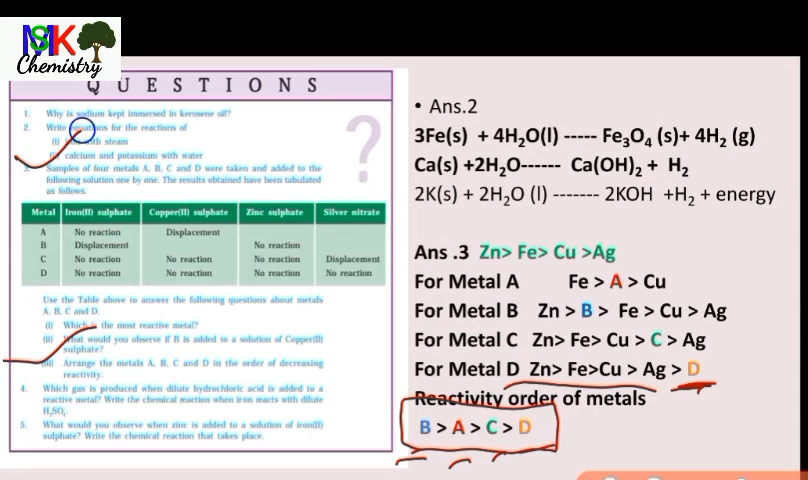 MSK
Chemistry
QUESTIONS
1. Why is sodium kept immersed in kerosene oil?
2. Write equations for the reactions of
(i) iron with steam
(ii) calcium and potassium with water
3. Samples of four metals A, B, C and D were taken and added to the
following solution one by one. The results obtained have been tabulated
as follows.
?
Metal Iron(II) sulphate Copper(II) sulphate Zinc sulphate Silver nitrate
A No reaction Displacement
B Displacement No reaction
C No reaction No reaction No reaction Displacement
D No reaction No reaction No reaction No reaction
Use the Table above to answer the following questions about metals
A, B, C and D.
(i) Which is the most reactive metal?
(ii) What would you observe if B is added to a solution of Copper(II)
sulphate?
(iii) Arrange the metals A, B, C and D in the order of decreasing
reactivity.
4. Which gas is produced when dilute hydrochloric acid is added to a
reactive metal? Write the chemical reaction when iron reacts with dilute
H₂SO₄.
5. What would you observe when zinc is added to a solution of iron(II)
sulphate? Write the chemical reaction that takes place.
• Ans.2
3Fe(s) + 4H₂O(l) ----- Fe₃O₄ (s)+ 4H₂ (g)
Ca(s) +2H₂O------ Ca(OH)₂ + H₂
2K(s) + 2H₂O (l) ------- 2KOH +H₂ + energy
Ans .3 Zn> Fe> Cu >Ag
For Metal A Fe > A > Cu
For Metal B Zn > B > Fe > Cu > Ag
For Metal C Zn> Fe> Cu > C > Ag
For Metal D Zn> Fe>Cu > Ag > D
Reactivity order of metals
B > A > C > D